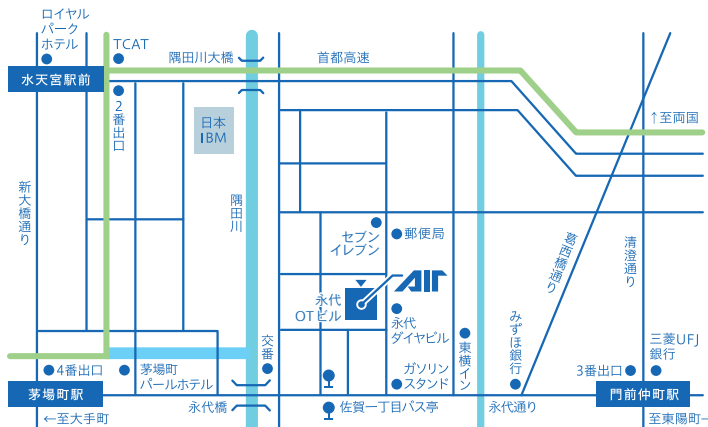 ロイヤル
パーク
ホテル
TCAT
隅田川大橋
首都高速
水天宮駅前
2番出口
日本
IBM
↑至両国
新大橋通り
隅田川
セブン
イレブン
郵便局
葛西橋通り
清澄通り
AIT
永代
OTビル
永代
ダイヤビル
みずほ銀行
三菱UFJ
銀行
交番
東横イン
4番出口
茅場町
パールホテル
ガソリン
スタンド
3番出口
茅場町駅
門前仲町駅
←至大手町
永代橋
佐賀一丁目バス亭
永代通り
至東陽町→